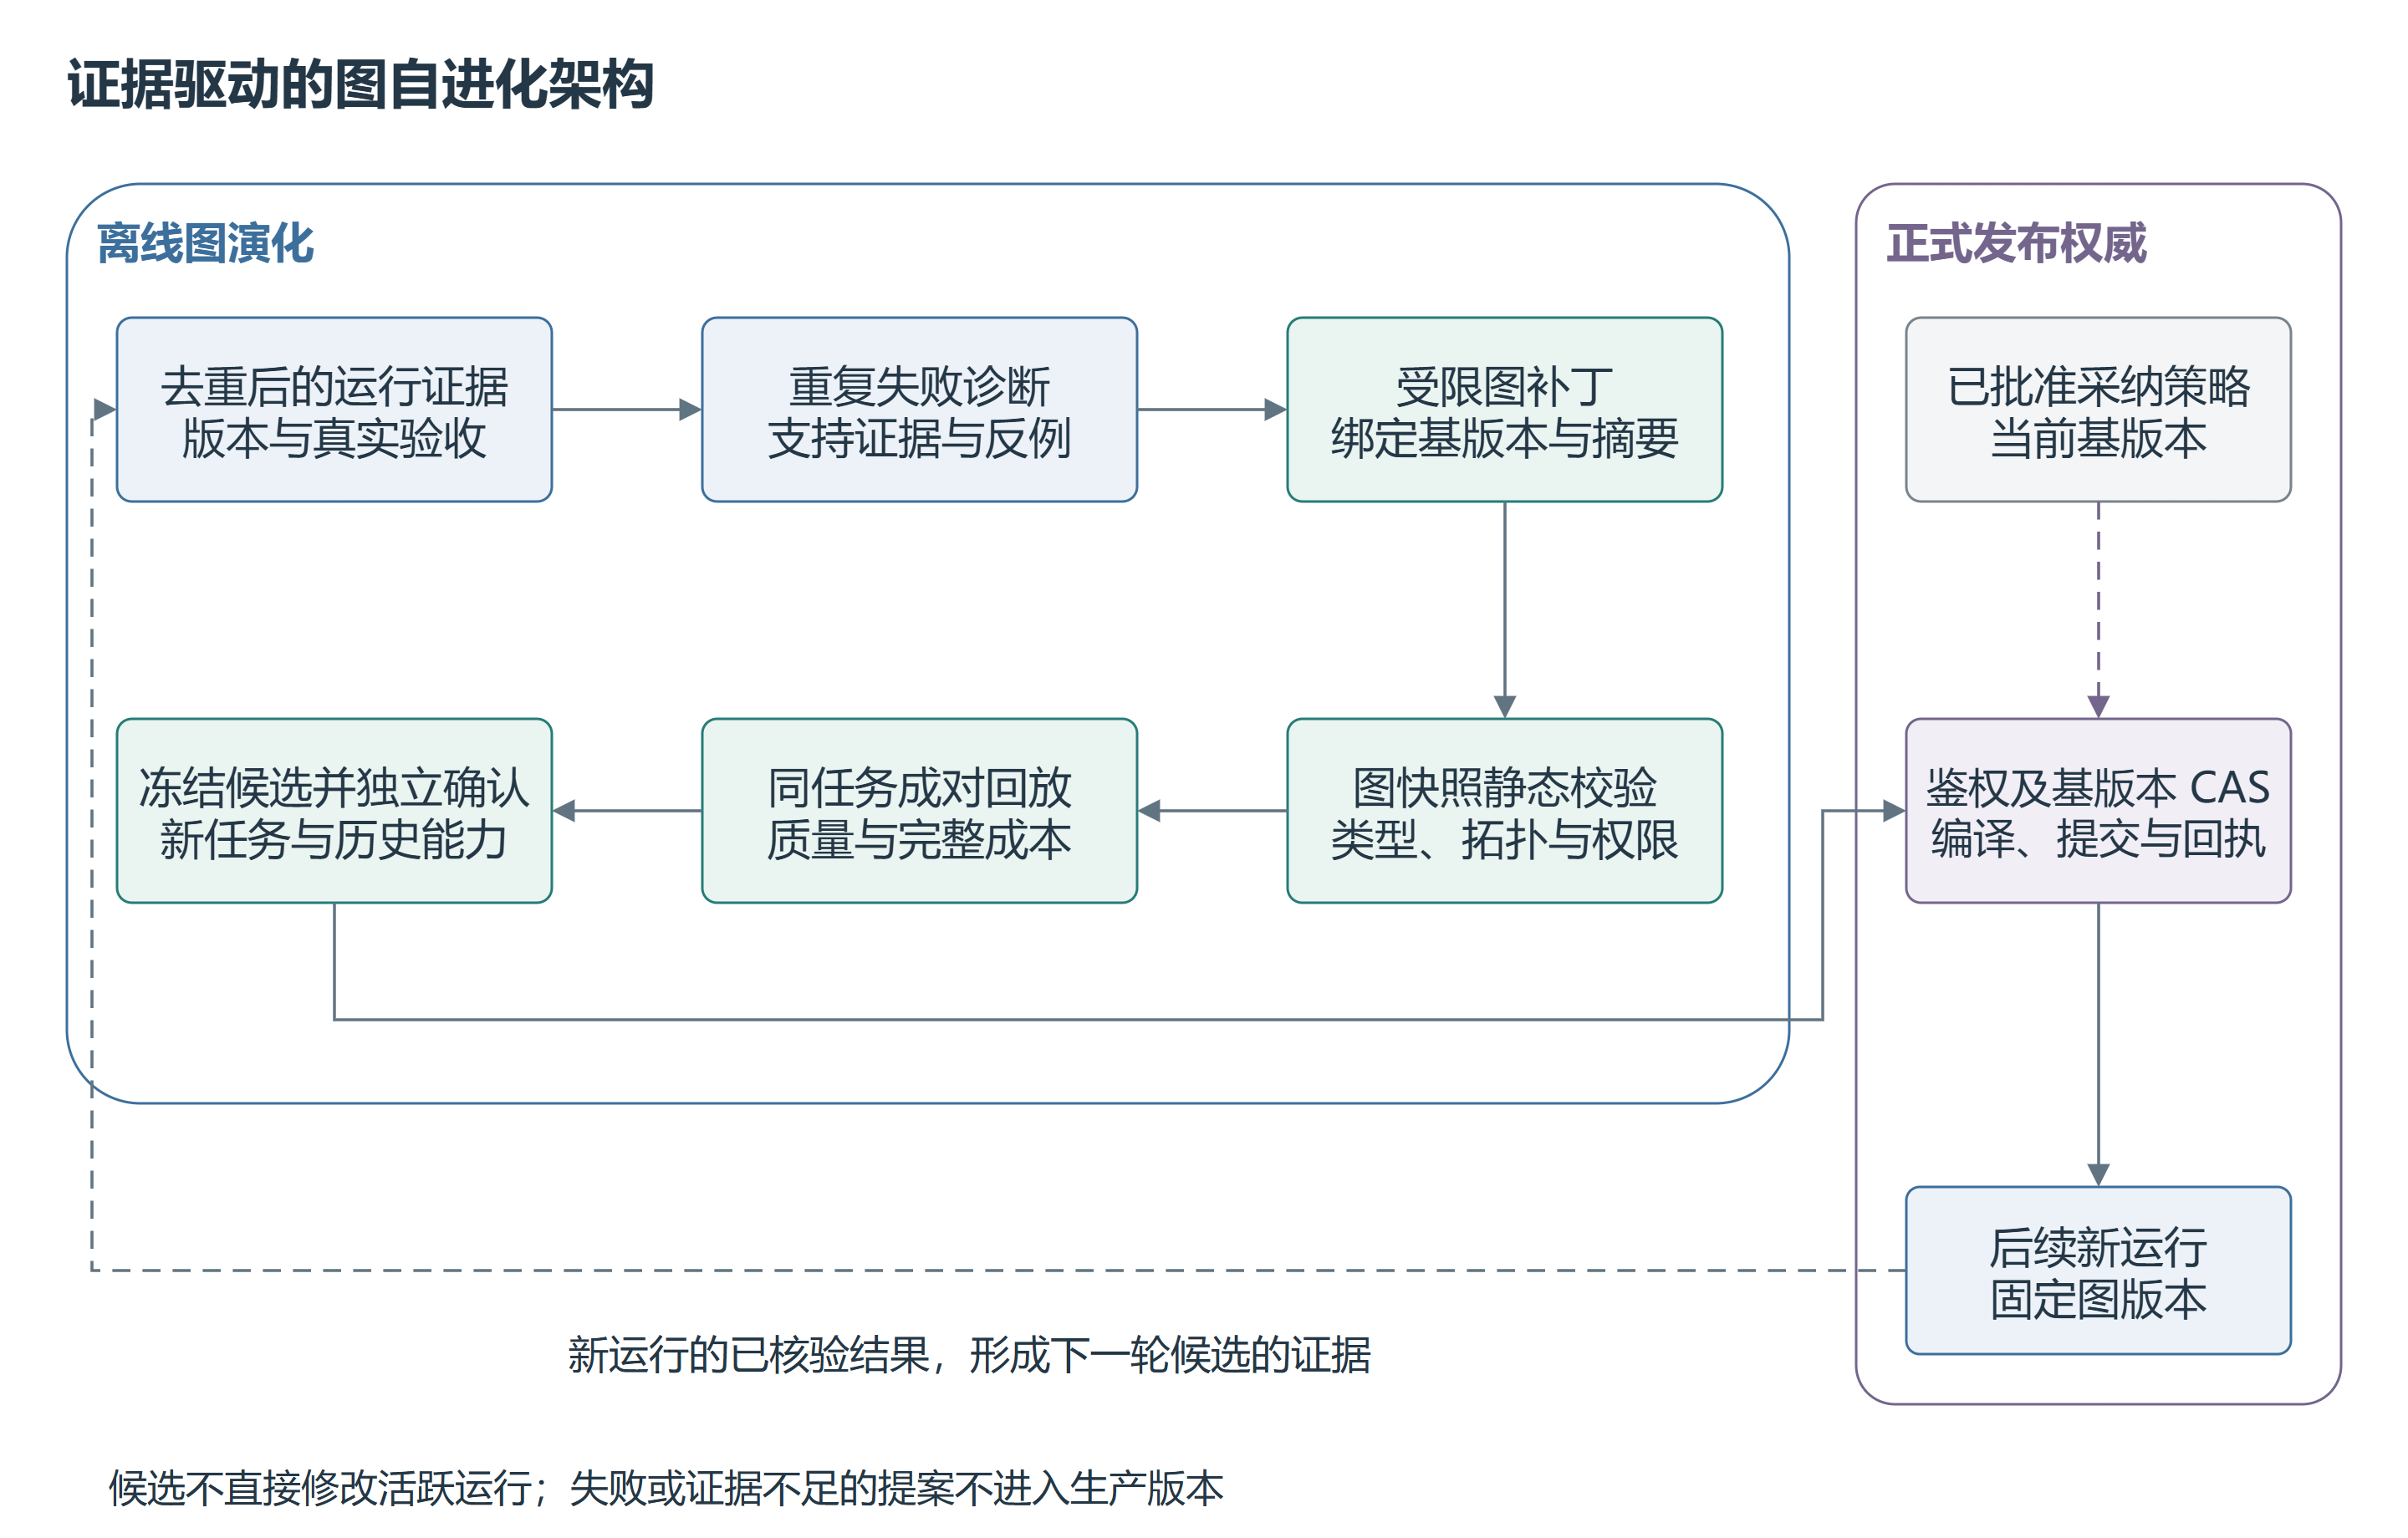 证据驱动的图自进化架构
离线图演化
正式发布权威
去重后的运行证据
版本与真实验收
重复失败诊断
支持证据与反例
受限图补丁
绑定基版本与摘要
已批准采纳策略
当前基版本
冻结候选并独立确认
新任务与历史能力
同任务成对回放
质量与完整成本
图快照静态校验
类型、拓扑与权限
鉴权及基版本 CAS
编译、提交与回执
后续新运行
固定图版本
新运行的已核验结果，形成下一轮候选的证据
候选不直接修改活跃运行；失败或证据不足的提案不进入生产版本